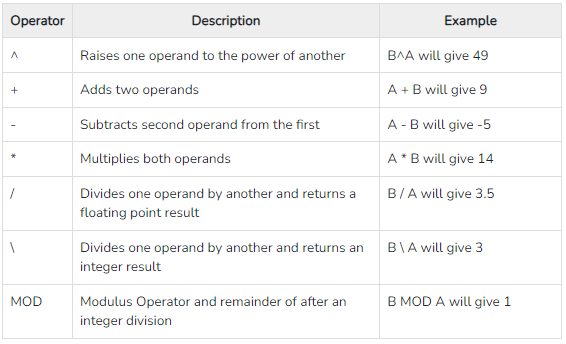 Operator Description Example
^ Raises one operand to the power of another B^A will give 49
+ Adds two operands A + B will give 9
- Subtracts second operand from the first A - B will give -5
* Multiplies both operands A * B will give 14
/ Divides one operand by another and returns a B / A will give 3.5
floating point result
\ Divides one operand by another and returns an B \ A will give 3
integer result
MOD Modulus Operator and remainder of after an B MOD A will give 1
integer division